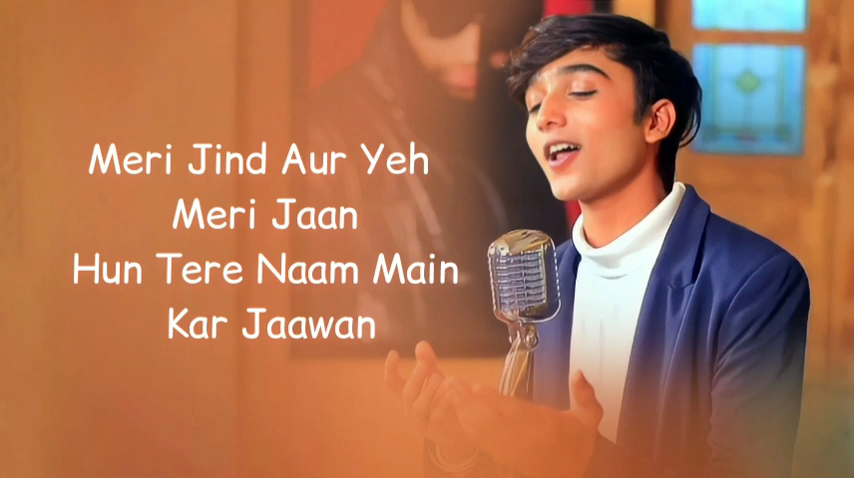 Meri Jind Aur Yeh
Meri Jaan
Hun Tere Naam Main
Kar Jaawan